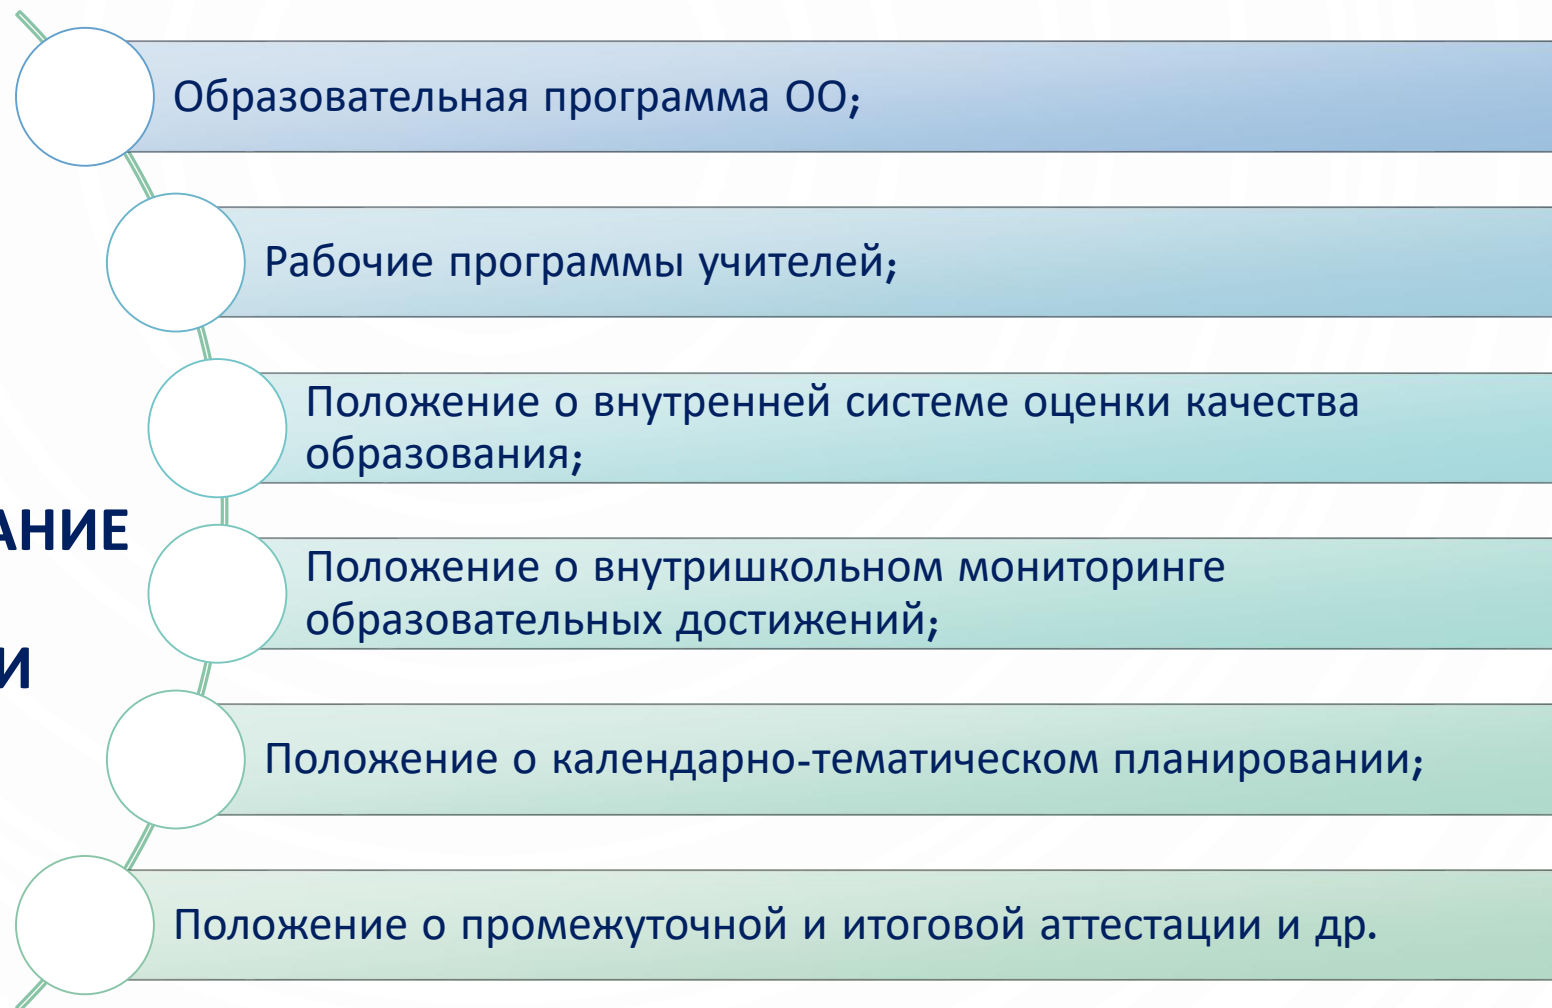 Образовательная программа ОО;
Рабочие программы учителей;
Положение о внутренней системе оценки качества
образования;
АНИЕ
Положение о внутришкольном мониторинге
образовательных достижений;
И
Положение о календарно-тематическом планировании;
Положение о промежуточной и итоговой аттестации и др.